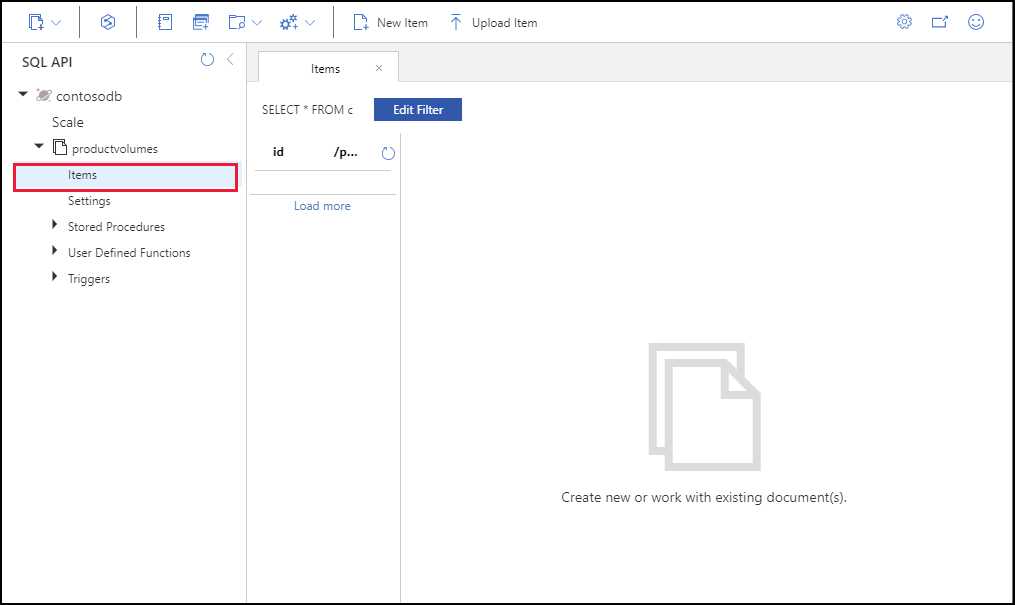 New Item
Upload Item
SQL API
contosodb
Scale
productvolumes
Items
Settings
Stored Procedures
User Defined Functions
Triggers
Items
SELECT * FROM c
Edit Filter
id
/p...
Load more
Create new or work with existing document(s).